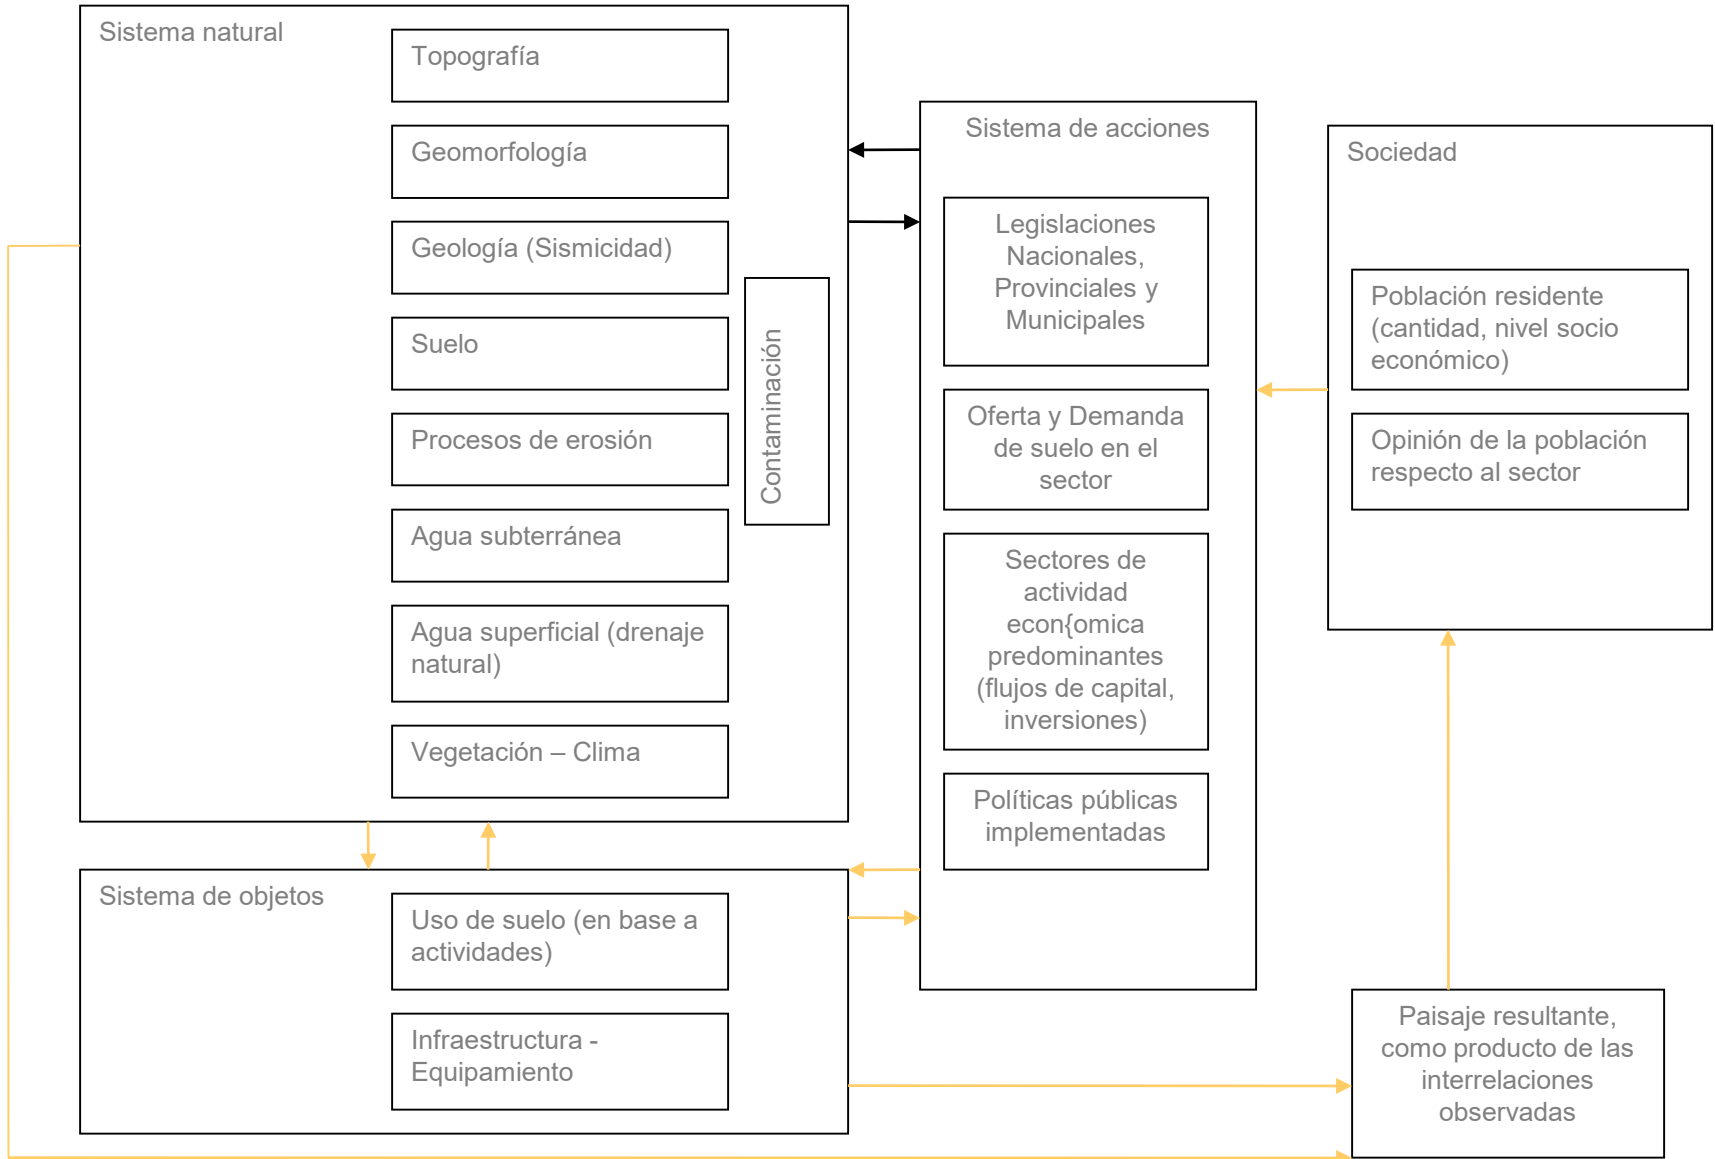 Sistema natural
Topografía
Geomorfología
Geología (Sismicidad)
Suelo
Procesos de erosión
Agua subterránea
Agua superficial (drenaje
natural)
Vegetación – Clima
Contaminación
Sistema de objetos
Uso de suelo (en base a
actividades)
Infraestructura -
Equipamiento
Sistema de acciones
Legislaciones
Nacionales,
Provinciales y
Municipales
Oferta y Demanda
de suelo en el
sector
Sectores de
actividad
econ{omica
predominantes
(flujos de capital,
inversiones)
Políticas públicas
implementadas
Sociedad
Población residente
(cantidad, nivel socio
económico)
Opinión de la población
respecto al sector
Paisaje resultante,
como producto de las
interrelaciones
observadas